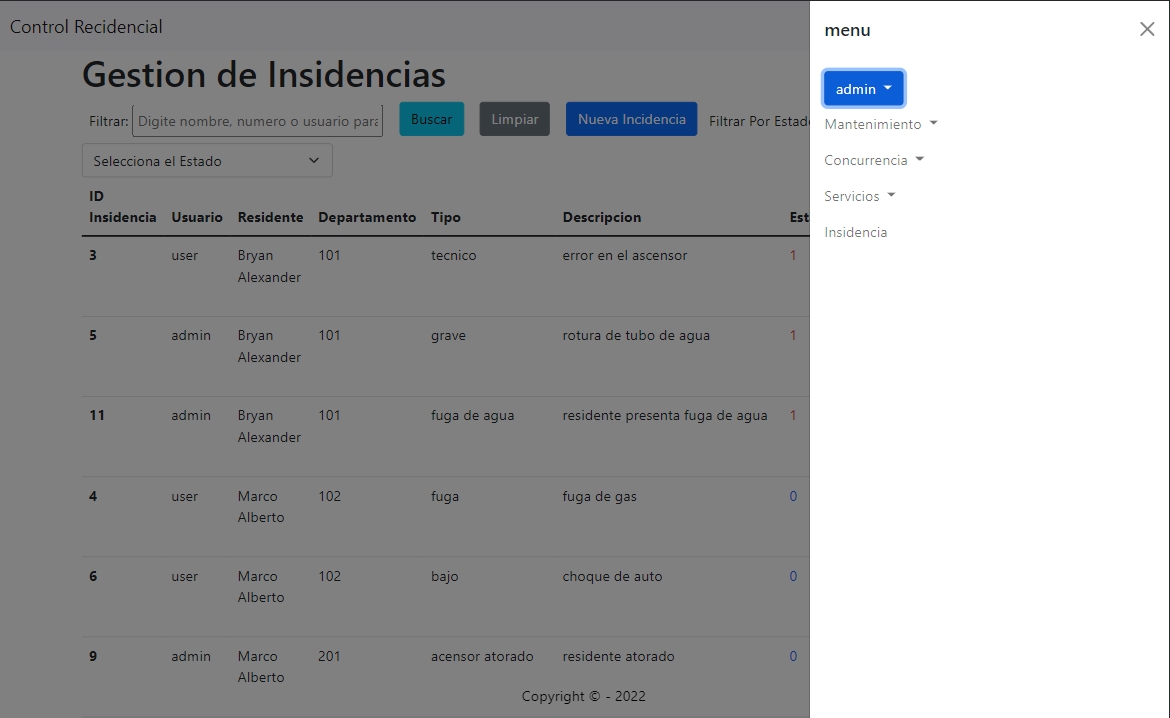 Control Recidencial
menu
admin
Mantenimiento
Concurrencia
Servicios
Insidencia
Gestion de Insidencias
Filtrar: Digite nombre, numero o usuario para Buscar Limpiar Nueva Incidencia Filtrar Por Estado
Selecciona el Estado
ID
Insidencia Usuario Residente Departamento Tipo Descripcion Est
3 user Bryan 101 tecnico error en el ascensor 1
Alexander
5 admin Bryan 101 grave rotura de tubo de agua 1
Alexander
11 admin Bryan 101 fuga de agua residente presenta fuga de agua 1
Alexander
4 user Marco 102 fuga fuga de gas 0
Alberto
6 user Marco 102 bajo choque de auto 0
Alberto
9 admin Marco 201 acensor atorado residente atorado 0
Alberto
Copyright © - 2022